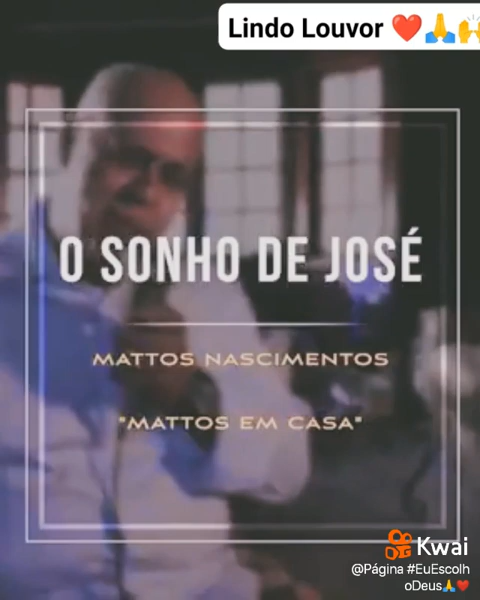 Lindo Louvor ❤️🙏🙌
O SONHO DE JOSÉ
MATTOS NASCIMENTOS
"MATTOS EM CASA"
Kwai
@Página #EuEscolh
oDeus🙏❤️